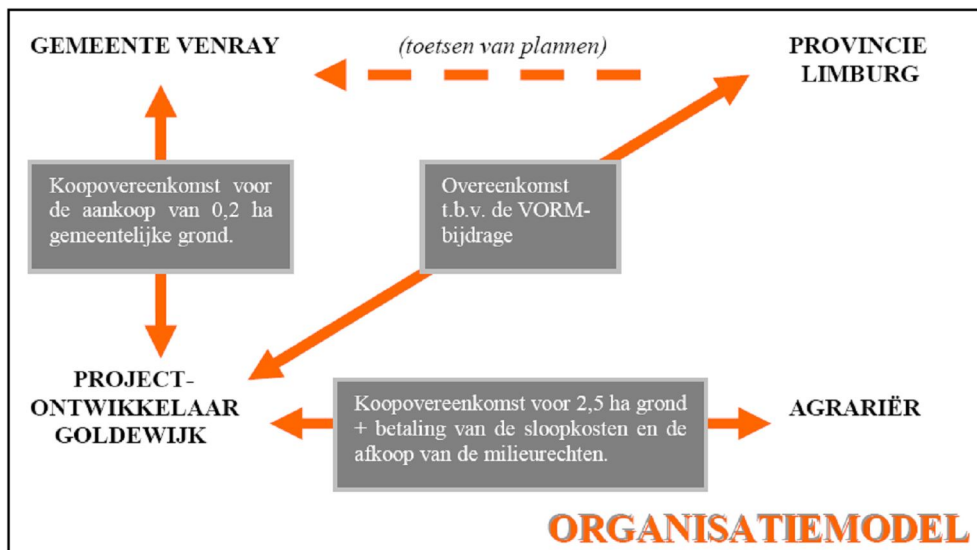 GEMEENTE VENRAY
(toetsen van plannen)
PROVINCIE
LIMBURG
Koopovereenkomst voor
de aankoop van 0,2 ha
gemeentelijke grond.
Overeenkomst
t.b.v. de VORM-
bijdrage
PROJECT-
ONTWIKKELAAR
GOLDEWIJK
Koopovereenkomst voor 2,5 ha grond
+ betaling van de sloopkosten en de
afkoop van de milieurechten.
AGRARIËR
ORGANISATIEMODEL